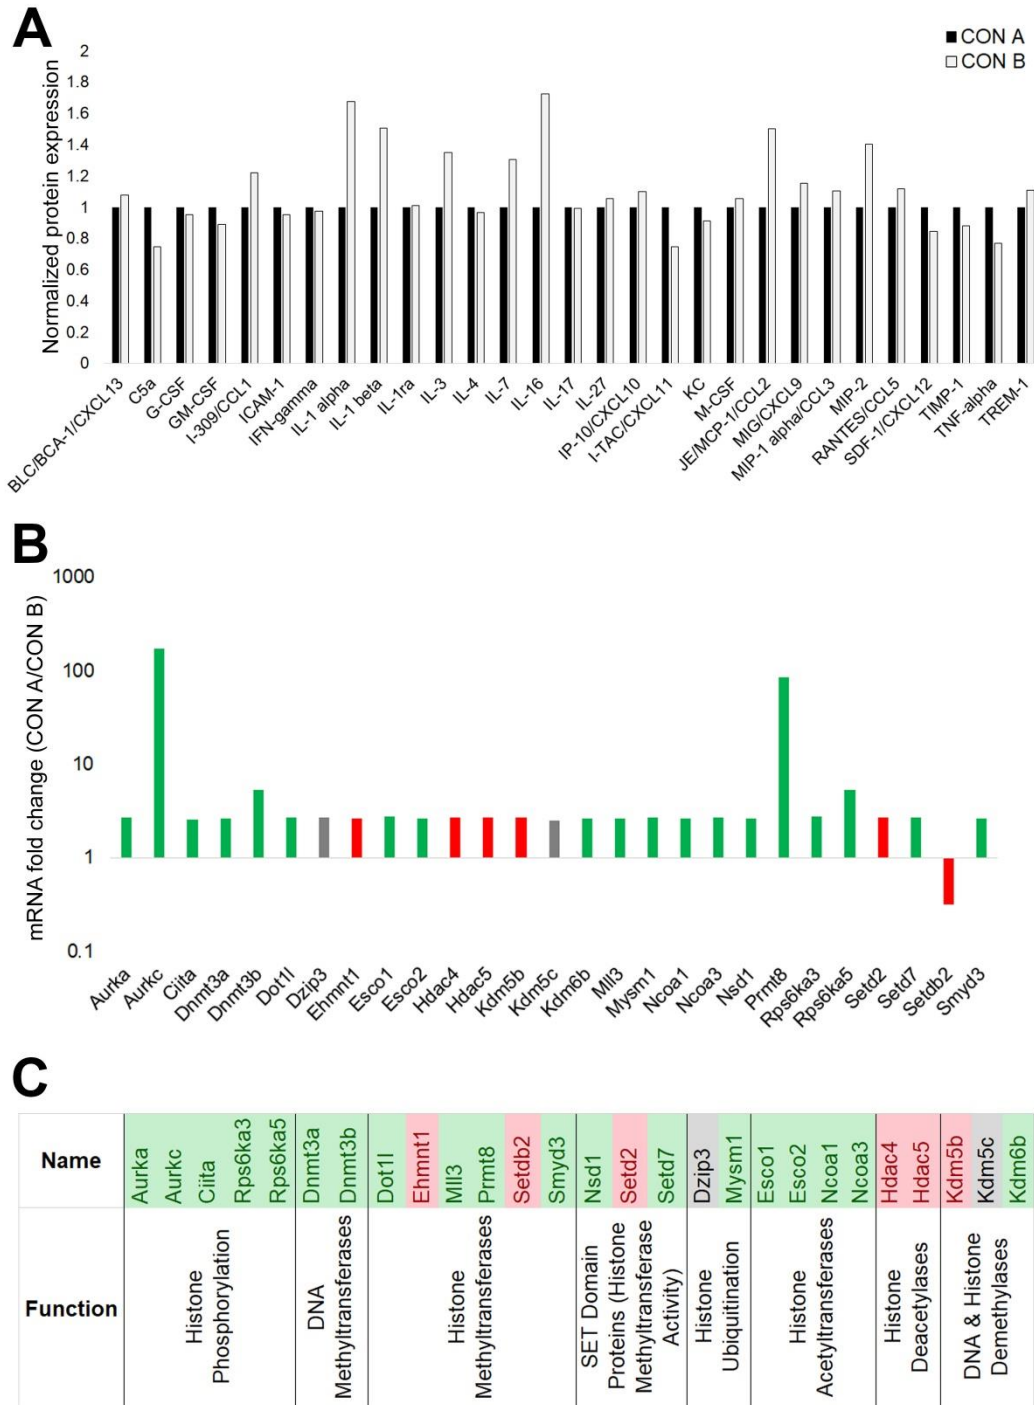 A
CON A
CON B
Normalized protein expression
2
1.8
1.6
1.4
1.2
1
0.8
0.6
0.4
0.2
0
BLC/BCA-1/CXCL13
C5a
G-CSF
GM-CSF
I-309/CCL1
ICAM-1
IFN-gamma
IL-1 alpha
IL-1 beta
IL-1ra
IL-3
IL-4
IL-7
IL-16
IL-17
IL-27
IP-10/CXCL10
I-TAC/CXCL11
KC
M-CSF
JE/MCP-1/CCL2
MIG/CXCL9
MIP-1 alpha/CCL3
MIP-2
RANTES/CCL5
SDF-1/CXCL12
TIMP-1
TNF-alpha
TREM-1
B
mRNA fold change (CON A/CON B)
1000
100
10
1
0.1
Aurka
Aurkc
Ciita
Dnmt3a
Dnmt3b
Dot1l
Dzip3
Ehmnt1
Esco1
Esco2
Hdac4
Hdac5
Kdm5b
Kdm5c
Kdm6b
Mll3
Mysm1
Ncoa1
Ncoa3
Nsd1
Prmt8
Rps6ka3
Rps6ka5
Setd2
Setd7
Setdb2
Smyd3
C
Name
Aurka
Aurkc
Ciita
Rps6ka3
Rps6ka5
Dnmt3a
Dnmt3b
Dot1l
Ehmnt1
Mll3
Prmt8
Setdb2
Smyd3
Nsd1
Setd2
Setd7
Dzip3
Mysm1
Esco1
Esco2
Ncoa1
Ncoa3
Hdac4
Hdac5
Kdm5b
Kdm5c
Kdm6b
Function
Histone
Phosphorylation
DNA
Methyltransferases
Histone
Methyltransferases
SET Domain
Proteins (Histone
Methyltransferase
Activity)
Histone
Ubiquitination
Histone
Acetyltransferases
Histone
Deacetylases
DNA & Histone
Demethylases